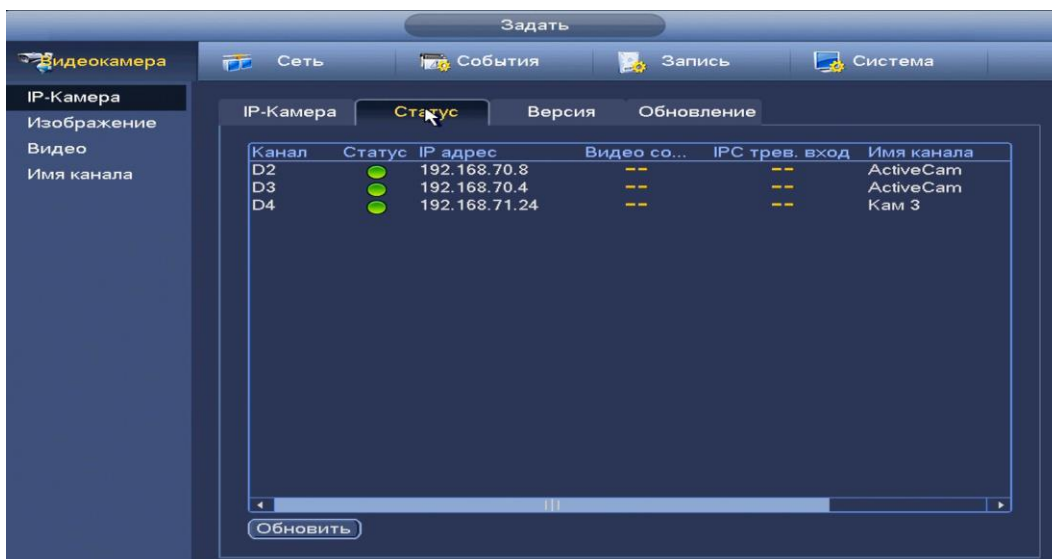 Задать
Видеокамера Сеть События Запись Система
IP-Камера
Изображение
Видео
Имя канала
IP-Камера Статус Версия Обновление
Канал Статус IP адрес Видео со... IPC трев. вход Имя канала
D2 192.168.70.8 -- -- ActiveCam
D3 192.168.70.4 -- -- ActiveCam
D4 192.168.71.24 -- -- Кам 3
Обновить